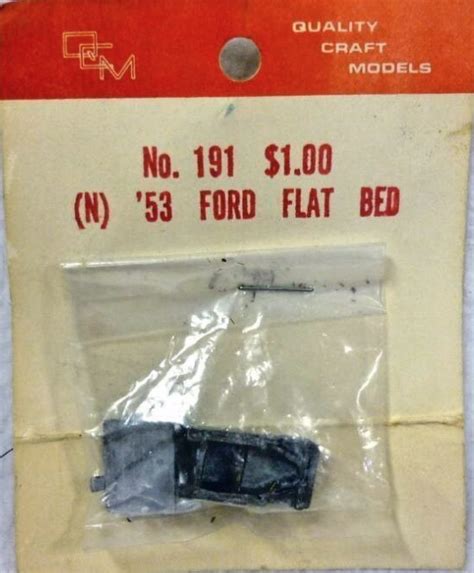 QCM
QUALITY
CRAFT
MODELS
No. 191 $1.00
(N) '53 FORD FLAT BED